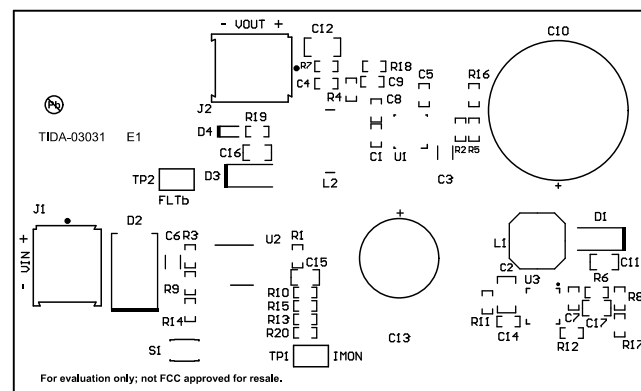 - VOUT +
C12
C10
R7
R18
C5
R16
C4
C9
R4
J2
C8
Pb
TIDA-03031 E1
D4
R19
R2
R5
C16
C1
U1
D3
C3
TP2
L2
FLTb
J1
D2
C6
R3
U2
R1
L1
D1
- VIN +
C15
C11
C2
U3
R9
R10
R6
R8
R15
C7
C17
R14
R13
R11
C14
R12
R17
R20
C13
S1
TP1
IMON
For evaluation only; not FCC approved for resale.